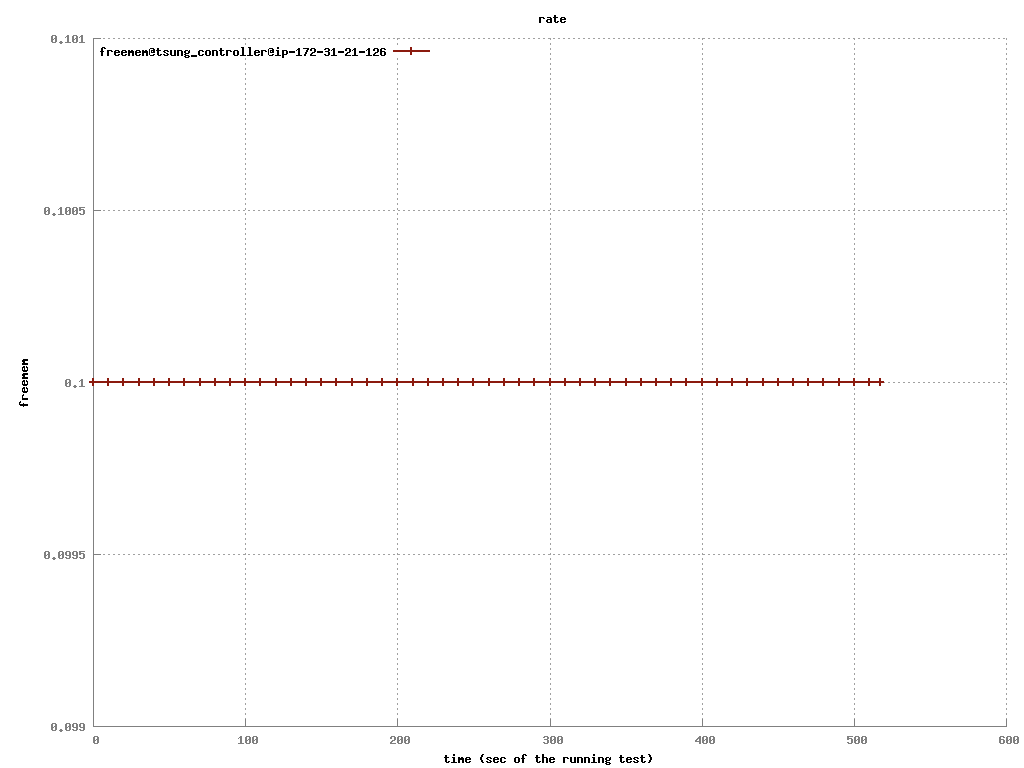 rate
0.101
freemem@tsung_controller@ip-172-31-21-126
0.1005
freemem
0.1
0.0995
0.099
0 100 200 300 400 500 600
time (sec of the running test)